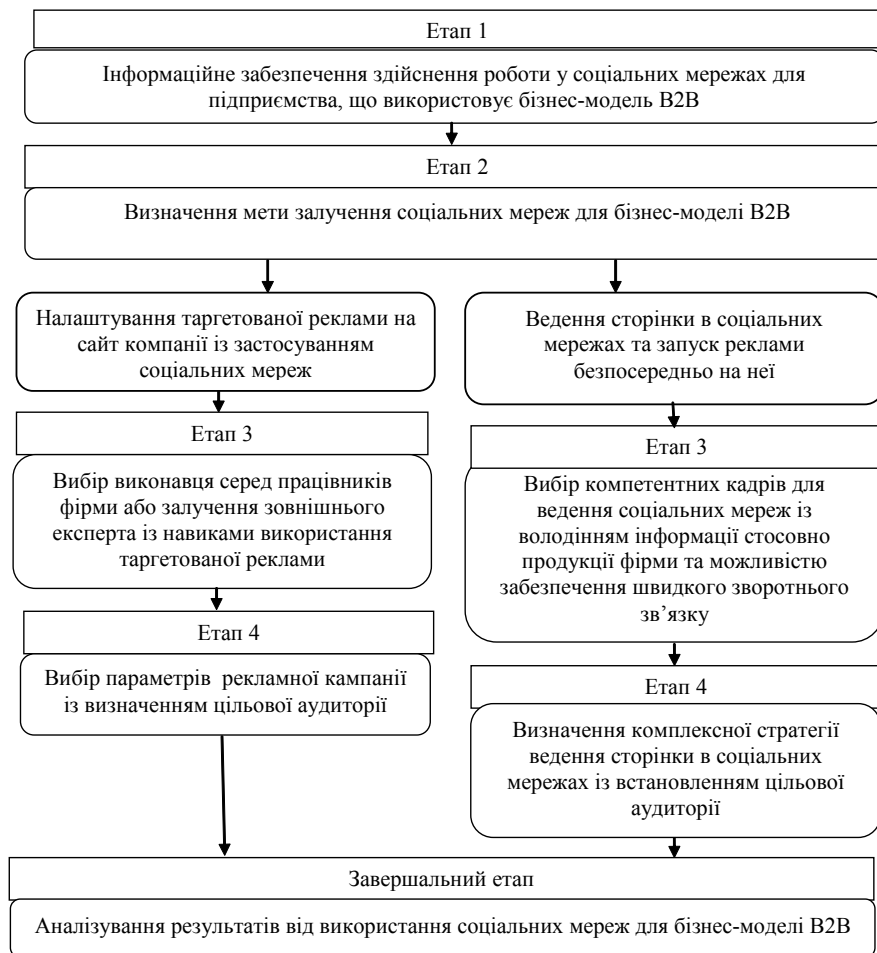 Етап 1
Інформаційне забезпечення здійснення роботи у соціальних мережах для
підприємства, що використовує бізнес-модель B2B
Етап 2
Визначення мети залучення соціальних мереж для бізнес-моделі B2B
Налаштування таргетованої реклами на
сайт компанії із застосуванням
соціальних мереж
Етап 3
Вибір виконавця серед працівників
фірми або залучення зовнішнього
експерта із навиками використання
таргетованої реклами
Етап 4
Вибір параметрів рекламної кампанії
із визначенням цільової аудиторії
Ведення сторінки в соціальних
мережах та запуск реклами
безпосередньо на неї
Етап 3
Вибір компетентних кадрів для
ведення соціальних мереж із
володінням інформації стосовно
продукції фірми та можливістю
забезпечення швидкого зворотнього
зв’язку
Етап 4
Визначення комплексної стратегії
ведення сторінки в соціальних
мережах із встановленням цільової
аудиторії
Завершальний етап
Аналізування результатів від використання соціальних мереж для бізнес-моделі B2B